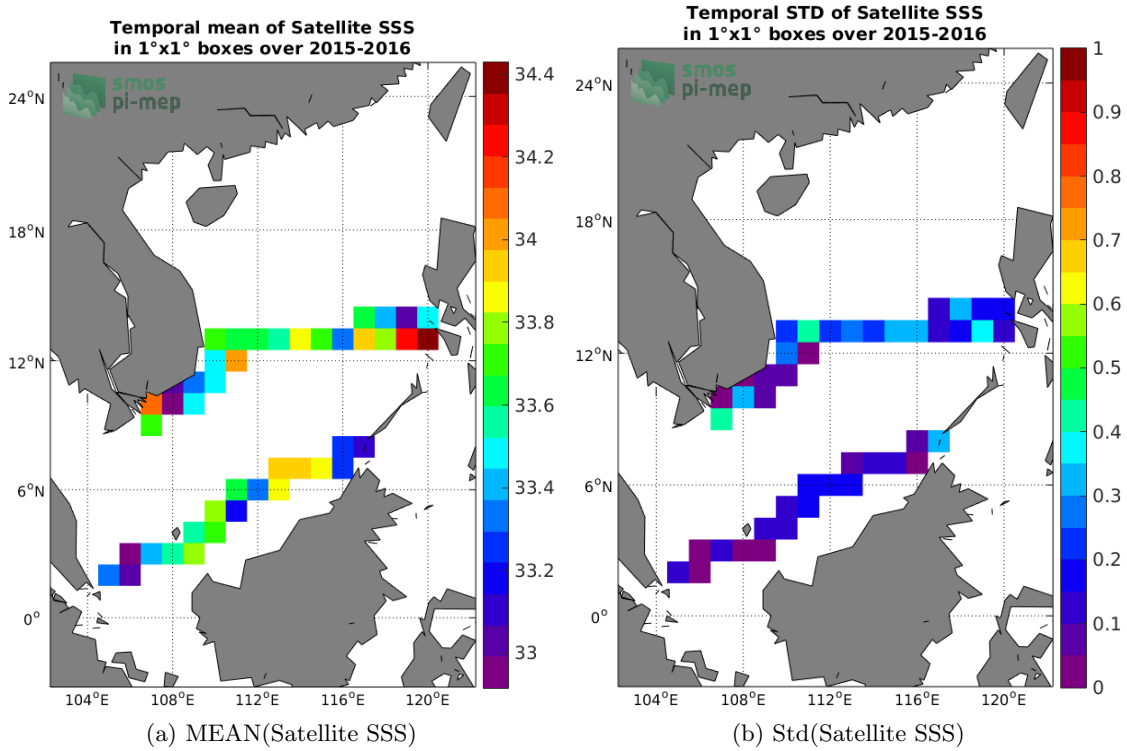 Temporal mean of Satellite SSS
in 1°x1° boxes over 2015-2016
smos
pi-mep
24°N
18°N
12°N
6°N
0°
104°E
108°E
112°E
116°E
120°E
34.4
34.2
34
33.8
33.6
33.4
33.2
33
(a) MEAN(Satellite SSS)
Temporal STD of Satellite SSS
in 1°x1° boxes over 2015-2016
smos
pi-mep
24°N
18°N
12°N
6°N
0°
104°E
108°E
112°E
116°E
120°E
1
0.9
0.8
0.7
0.6
0.5
0.4
0.3
0.2
0.1
0
(b) Std(Satellite SSS)